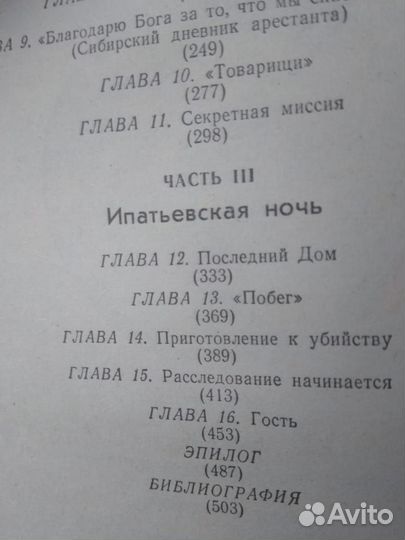 ВА 9. «Благодарю Бога за то, что мы
(Сибирский дневник арестанта)
(249)
ГЛАВА 10. «Товарищи»
(277)
ГЛАВА 11. Секретная миссия
(298)
ЧАСТЬ III
Ипатьевская ночь
ГЛАВА 12. Последний Дом
(333)
ГЛАВА 13. «Побег»
(369)
ГЛАВА 14. Приготовление к убийству
(389)
ГЛАВА 15. Расследование начинается
(413)
ГЛАВА 16. Гость
(453)
ЭПИЛОГ
(487)
БИБЛИОГРАФИЯ
(503)
Avito